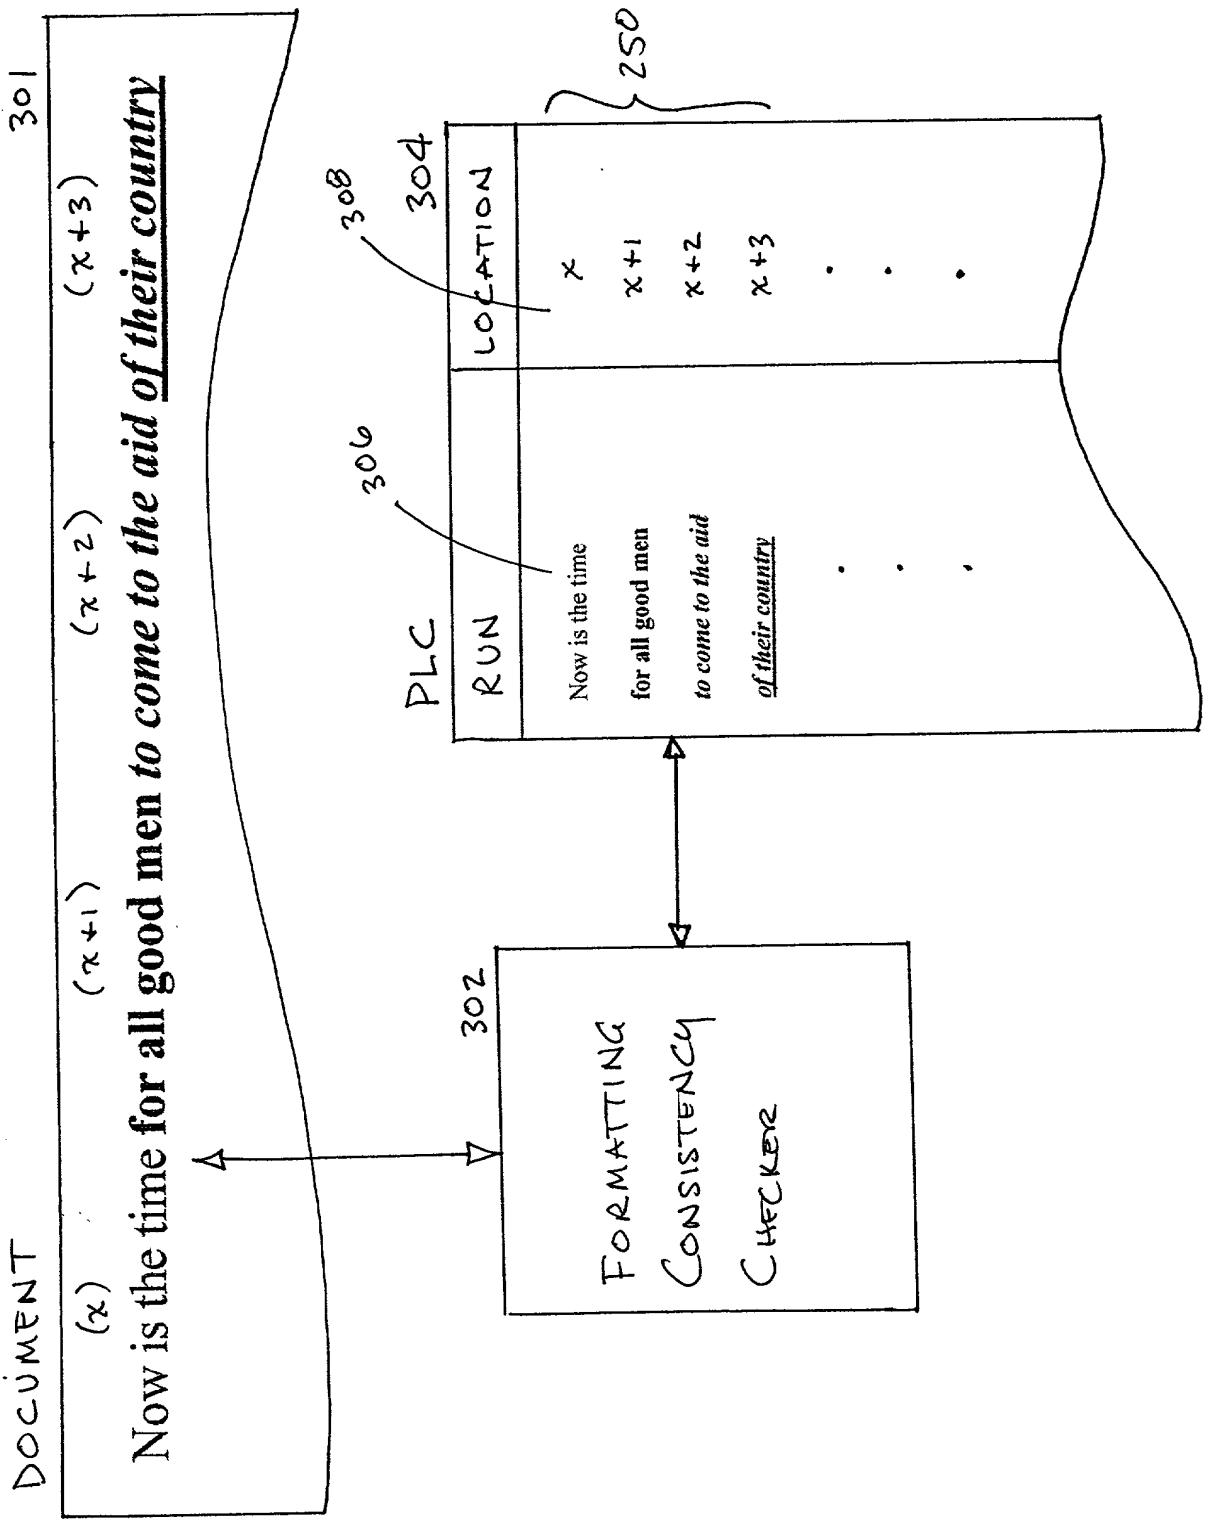 DOCUMENT 301
(x) (x+1) (x+2) (x+3)
Now is the time for all good men to come to the aid of their country
308
306
PLC 304
RUN LOCATION
Now is the time x
for all good men x+1
to come to the aid x+2
of their country x+3
250
302
FORMATTING
CONSISTENCY
CHECKER